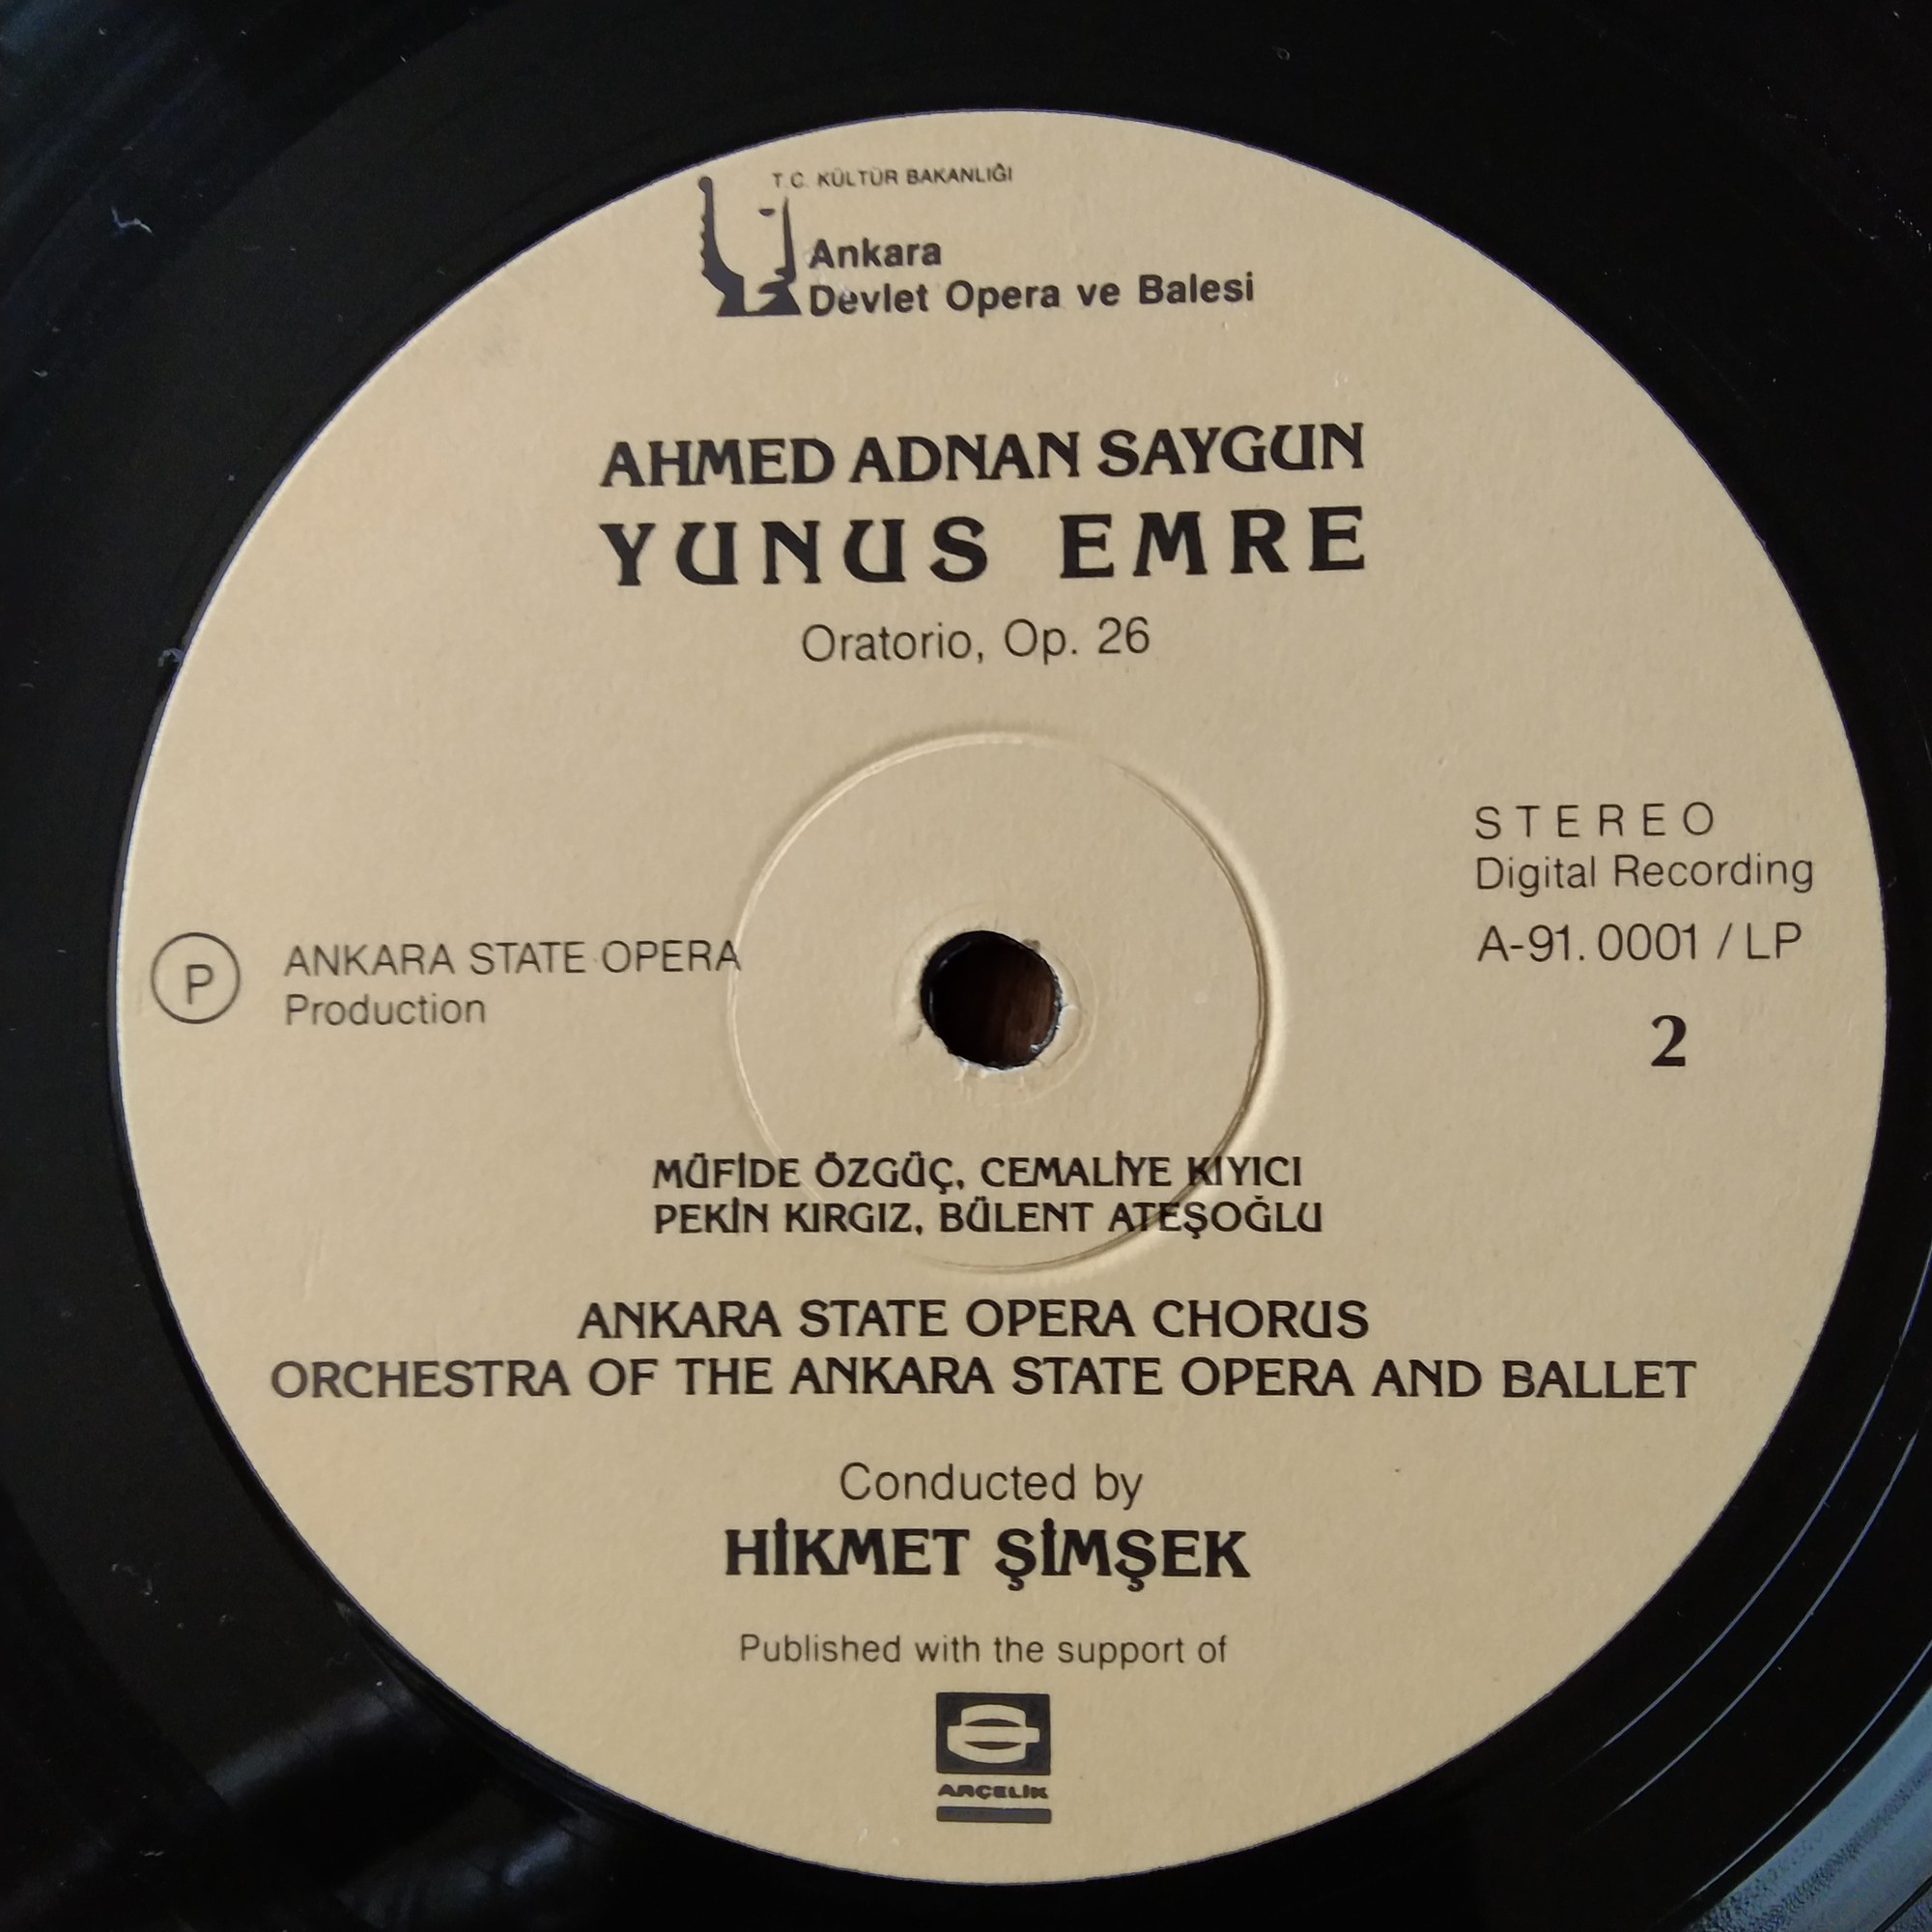 T.C. KÜLTÜR BAKANLIĞI
Ankara
Devlet Opera ve Balesi
AHMED ADNAN SAYGUN
YUNUS EMRE
Oratorio, Op. 26
STEREO
Digital Recording
A-91.0001 / LP
2
P ANKARA STATE OPERA
Production
MÜFİDE ÖZGÜÇ, CEMALİYE KIYICI
PEKİN KIRGIZ, BÜLENT ATEŞOĞLU
ANKARA STATE OPERA CHORUS
ORCHESTRA OF THE ANKARA STATE OPERA AND BALLET
Conducted by
HİKMET ŞİMŞEK
Published with the support of
ARÇELİK